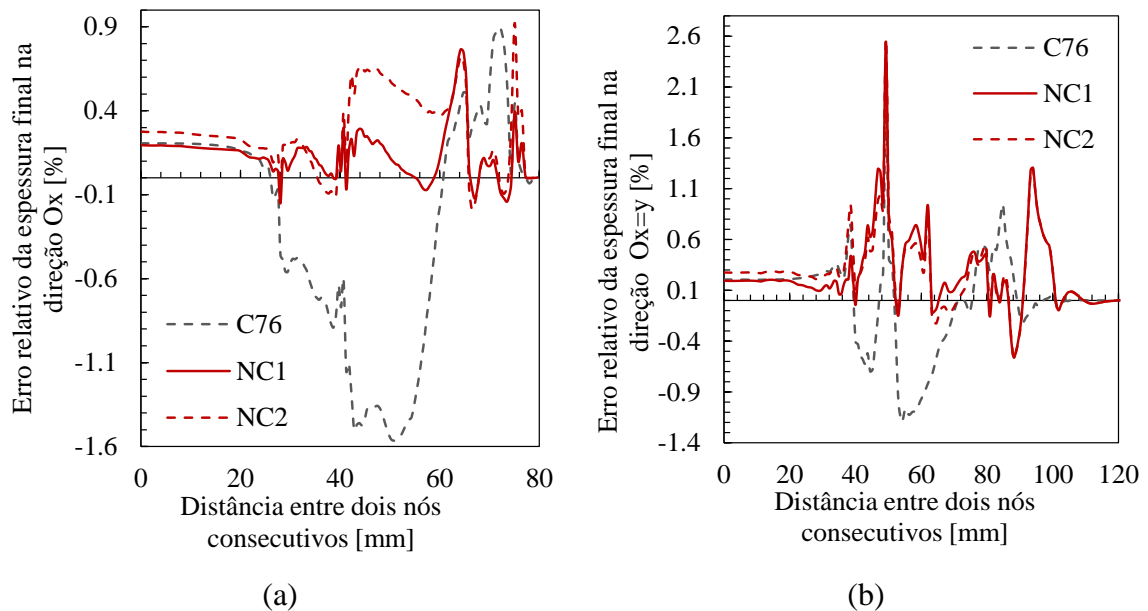 Erro relativo da espessura final na
direção Ox [%]
0.9
0.4
-0.1
-0.6
-1.1
-1.6
0
20
40
60
80
C76
NC1
NC2
Distância entre dois nós
consecutivos [mm]
(a)
Erro relativo da espessura final na
direção Ox=y [%]
2.6
2.1
1.6
1.1
0.6
0.1
-0.4
-0.9
-1.4
0
20
40
60
80
100
120
C76
NC1
NC2
Distância entre dois nós
consecutivos [mm]
(b)